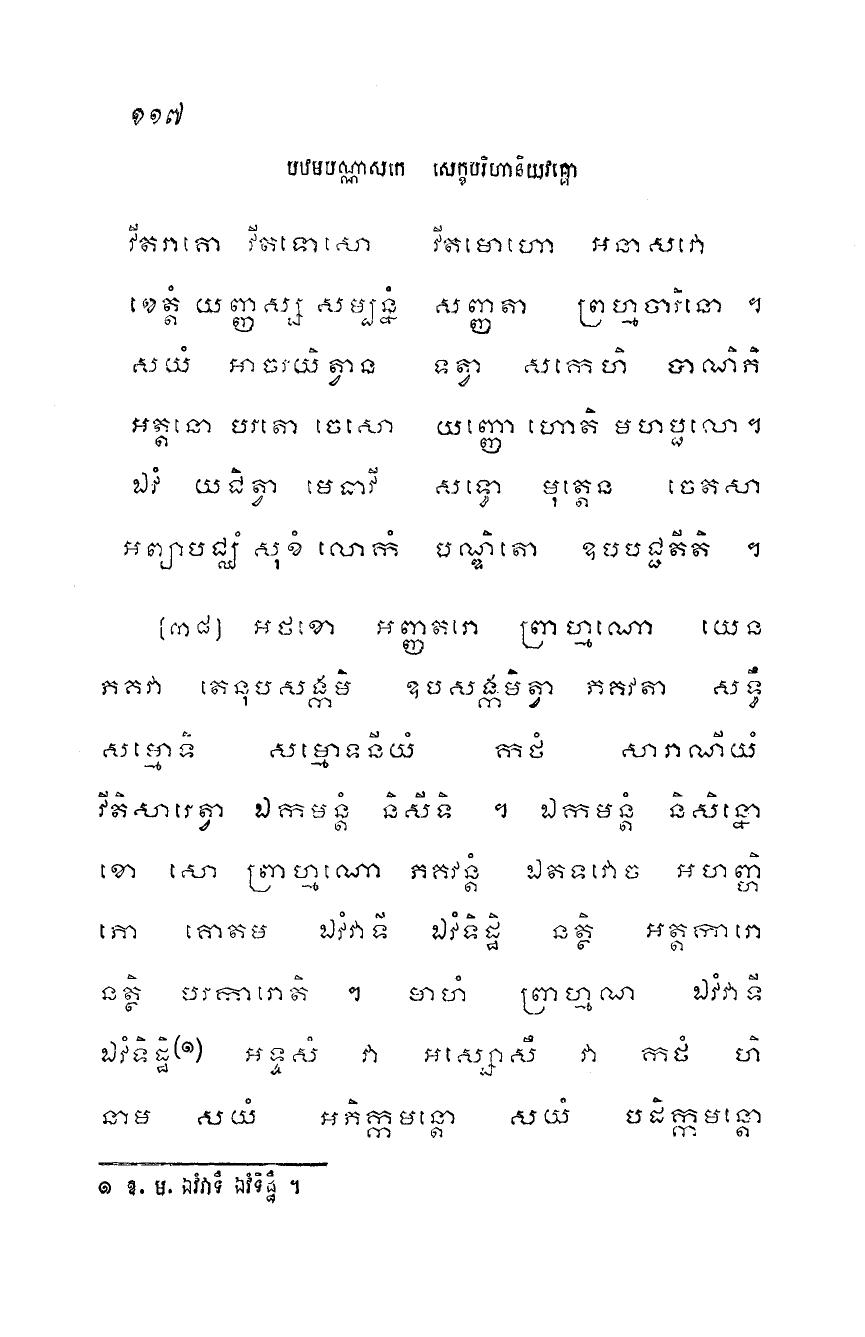 ១១៧
បឋមបណ្ណាសកេ សេក្ខបរិហានិយវគ្គោ
វីតរាគោ វីតទោសោ វីតមោហោ អនាសវោ
ខេត្តំ យញ្ញស្ស សម្បន្នំ សញ្ញតា ព្រហ្មចារិនោ ។
សយំ អាចរយិត្វាន ទត្វា សកេហិ បាណិភិ
អត្តនោ បរតោ ចេសោ យញ្ញោ ហោតិ មហប្ផលោ។
ឯវំ យជិត្វា មេធាវី សទ្ធោ មុត្តេន ចេតសា
អព្យាបជ្ឈំ សុខំ លោកំ បណ្ឌិតោ ឧបបជ្ជតីតិ ។
[៣៨] អថខោ អញ្ញតរោ ព្រាហ្មណោ យេន
ភគវា តេនុបសង្កមិ ឧបសង្កមិត្វា ភគវតា សទ្ធឹ
សម្មោទិ សម្មោទនីយំ កថំ សារាណីយំ
វីតិសារេត្វា ឯកមន្តំ និសីទិ ។ ឯកមន្តំ និសិន្នោ
ខោ សោ ព្រាហ្មណោ ភគវន្តំ ឯតទវោច អហញ្ហិ
ភោ គោតម ឯវំវាទី ឯវំទិដ្ឋិ នត្ថិ អត្តការោ
នត្ថិ បរការោតិ ។ មាហំ ព្រាហ្មណ ឯវំវាទី
ឯវំទិដ្ឋិ(១) អទ្ទសំ វា អស្សោសឹ វា កថំ ហិ
នាម សយំ អភិក្កមន្តោ សយំ បដិក្កមន្តោ
១ ឱ. ម. ឯវំវាទឹ ឯវំទិដ្ឋឹ ។